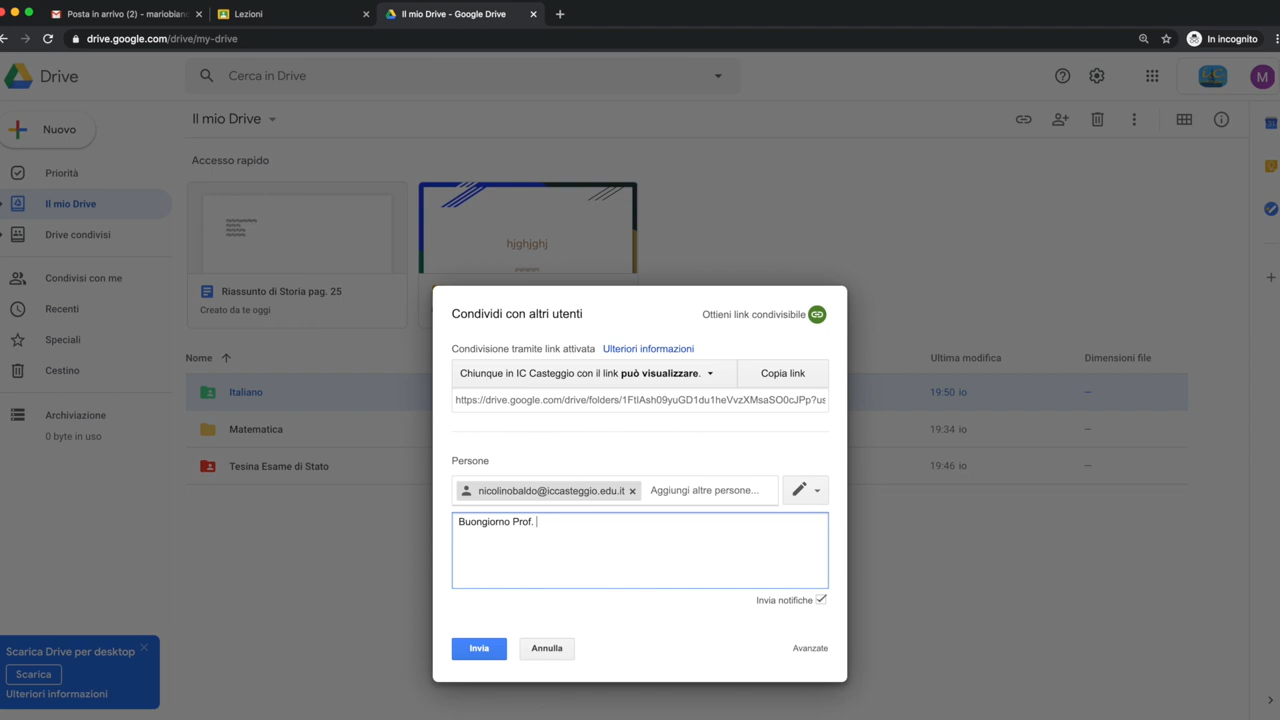 Posta in arrivo (2) - mariobian
Lezioni
Il mio Drive - Google Drive
drive.google.com/drive/my-drive
In incognito
Drive
Cerca in Drive
M
Nuovo
Il mio Drive
Accesso rapido
Priorità
Il mio Drive
Drive condivisi
Condivisi con me
Recenti
Speciali
Cestino
Archiviazione
0 byte in uso
hjghjghj
Riassunto di Storia pag. 25
Creato da te oggi
Nome
Ultima modifica
Dimensioni file
Italiano
19:50 io
–
Matematica
19:34 io
–
Tesina Esame di Stato
19:46 io
–
Condividi con altri utenti
Ottieni link condivisibile
Condivisione tramite link attivata Ulteriori informazioni
Chiunque in IC Casteggio con il link può visualizzare.
Copia link
https://drive.google.com/drive/folders/1FtIAsh09yuGD1du1heVvzXMsaSO0cJPp?us
Persone
nicolinobaldo@iccasteggio.edu.it
Aggiungi altre persone...
Buongiorno Prof.
Invia notifiche
Invia
Annulla
Avanzate
Scarica Drive per desktop
Scarica
Ulteriori informazioni